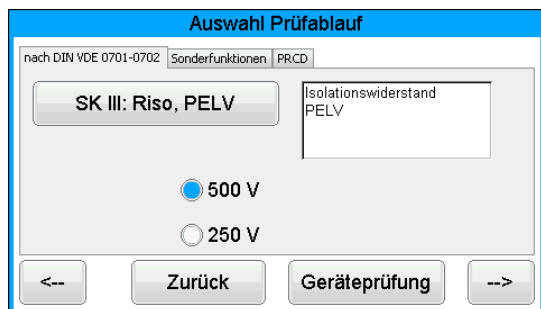 Auswahl Prüfablauf
nach DIN VDE 0701-0702 Sonderfunktionen PRCD
SK III: Riso, PELV
Isolationswiderstand
PELV
500 V
250 V
<-- Zurück Geräteprüfung -->